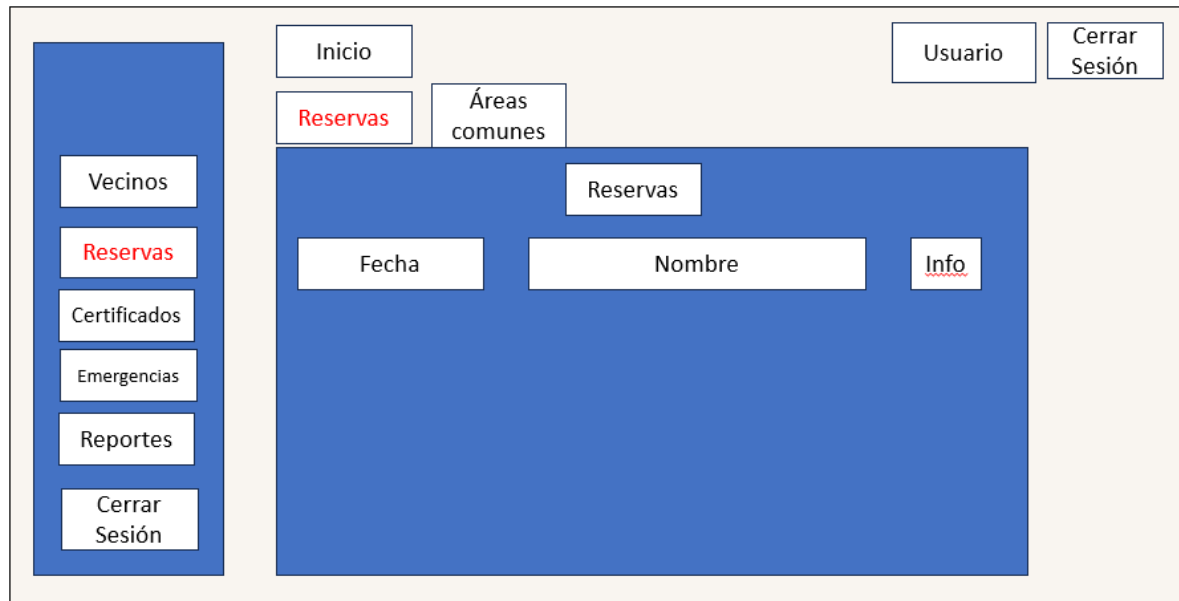 Inicio
Usuario
Cerrar
Sesión
Reservas
Áreas
comunes
Vecinos
Reservas
Certificados
Emergencias
Reportes
Cerrar
Sesión
Reservas
Fecha
Nombre
Info